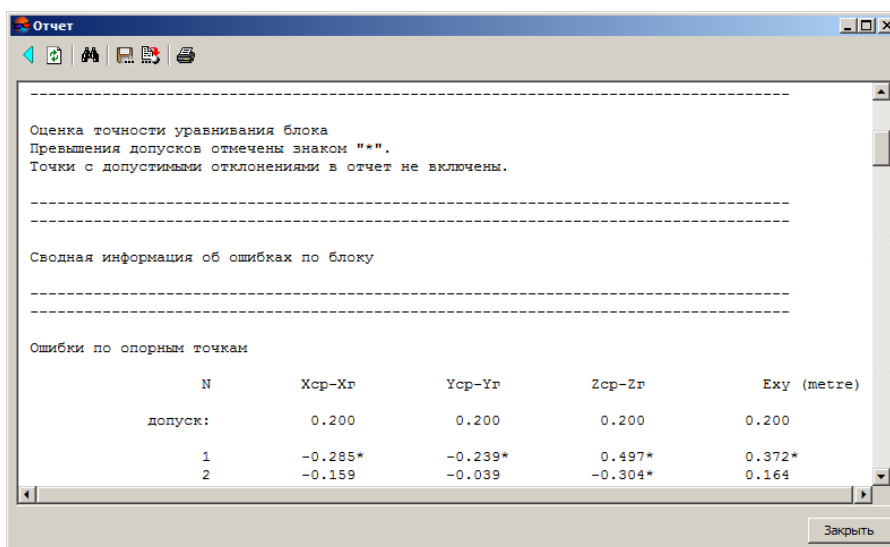 Отчет
--------------------------------------------------------------------------------
Оценка точности уравнивания блока
Превышения допусков отмечены знаком "*".
Точки с допустимыми отклонениями в отчет не включены.
--------------------------------------------------------------------------------
--------------------------------------------------------------------------------
Сводная информация об ошибках по блоку
--------------------------------------------------------------------------------
--------------------------------------------------------------------------------
Ошибки по опорным точкам
N Xср-Xг Yср-Yг Zср-Zг Exy (metre)
допуск: 0.200 0.200 0.200 0.200
1 -0.285* -0.239* 0.497* 0.372*
2 -0.159 -0.039 -0.304* 0.164
Закрыть